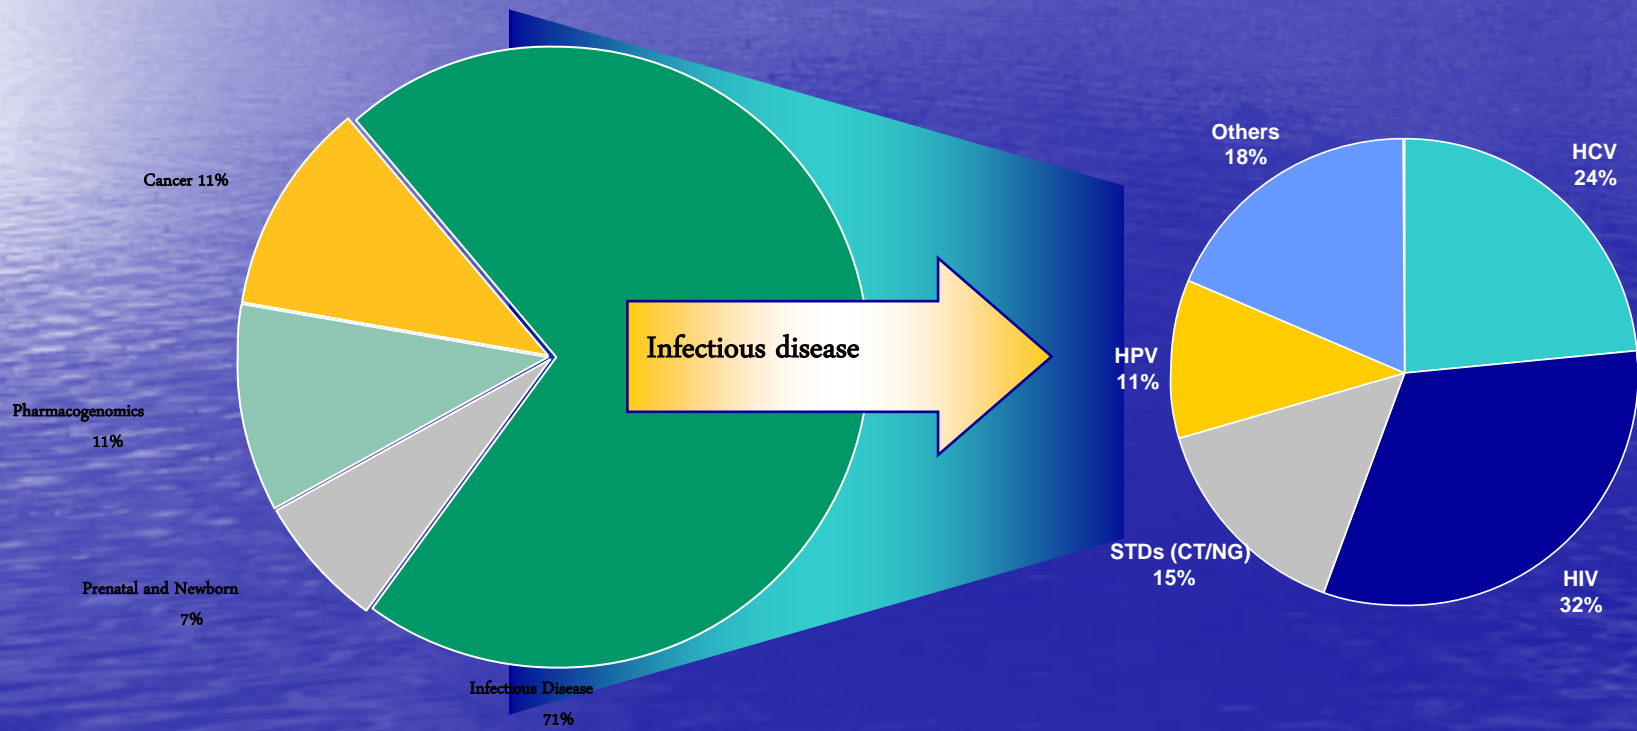 Cancer 11%
Pharmacogenomics
11%
Prenatal and Newborn
7%
Infectious Disease
71%
Infectious disease
Others
18%
HCV
24%
HPV
11%
STDs (CT/NG)
15%
HIV
32%